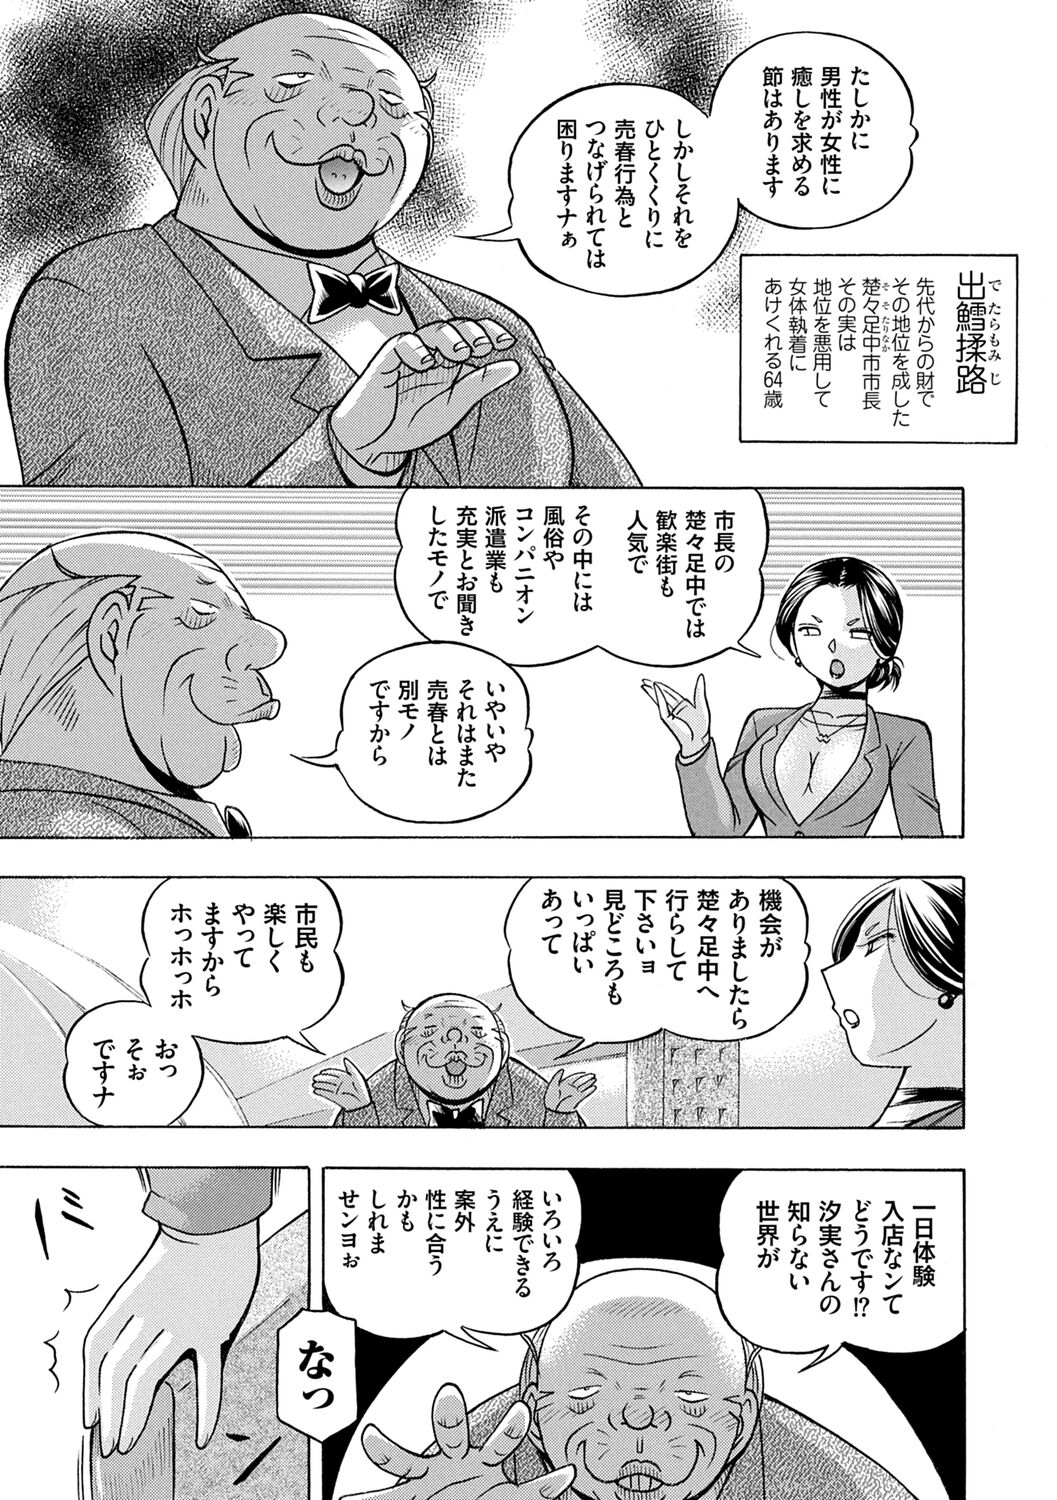 たしかに
男性が女性に
癒しを求める
節はあります
しかしそれを
ひとくくりに
売春行為と
つなげられては
困りますナぁ
出鱈揉路
でたらもみじ
先代からの財で
その地位を成した
楚々足中市市長
そそたりなか
その実は
地位を悪用して
女体執着に
あけくれる64歳
市長の
楚々足中では
歓楽街も
人気で
その中には
風俗や
コンパニオン
派遣業も
充実とお聞き
したモノで
いやいや
それはまた
売春とは
別モノ
ですから
機会が
ありましたら
楚々足中へ
行らして
下さいョ
見どころも
いっぱい
あって
市民も
楽しく
やって
ますから
ホっホっホ
おっ
そぉ
ですナ
一日体験
入店なンて
どうです!?
汐実さんの
知らない
世界が
いろいろ
経験できる
うえに
案外
性に合う
かも
しれま
せンヨぉ
なっ